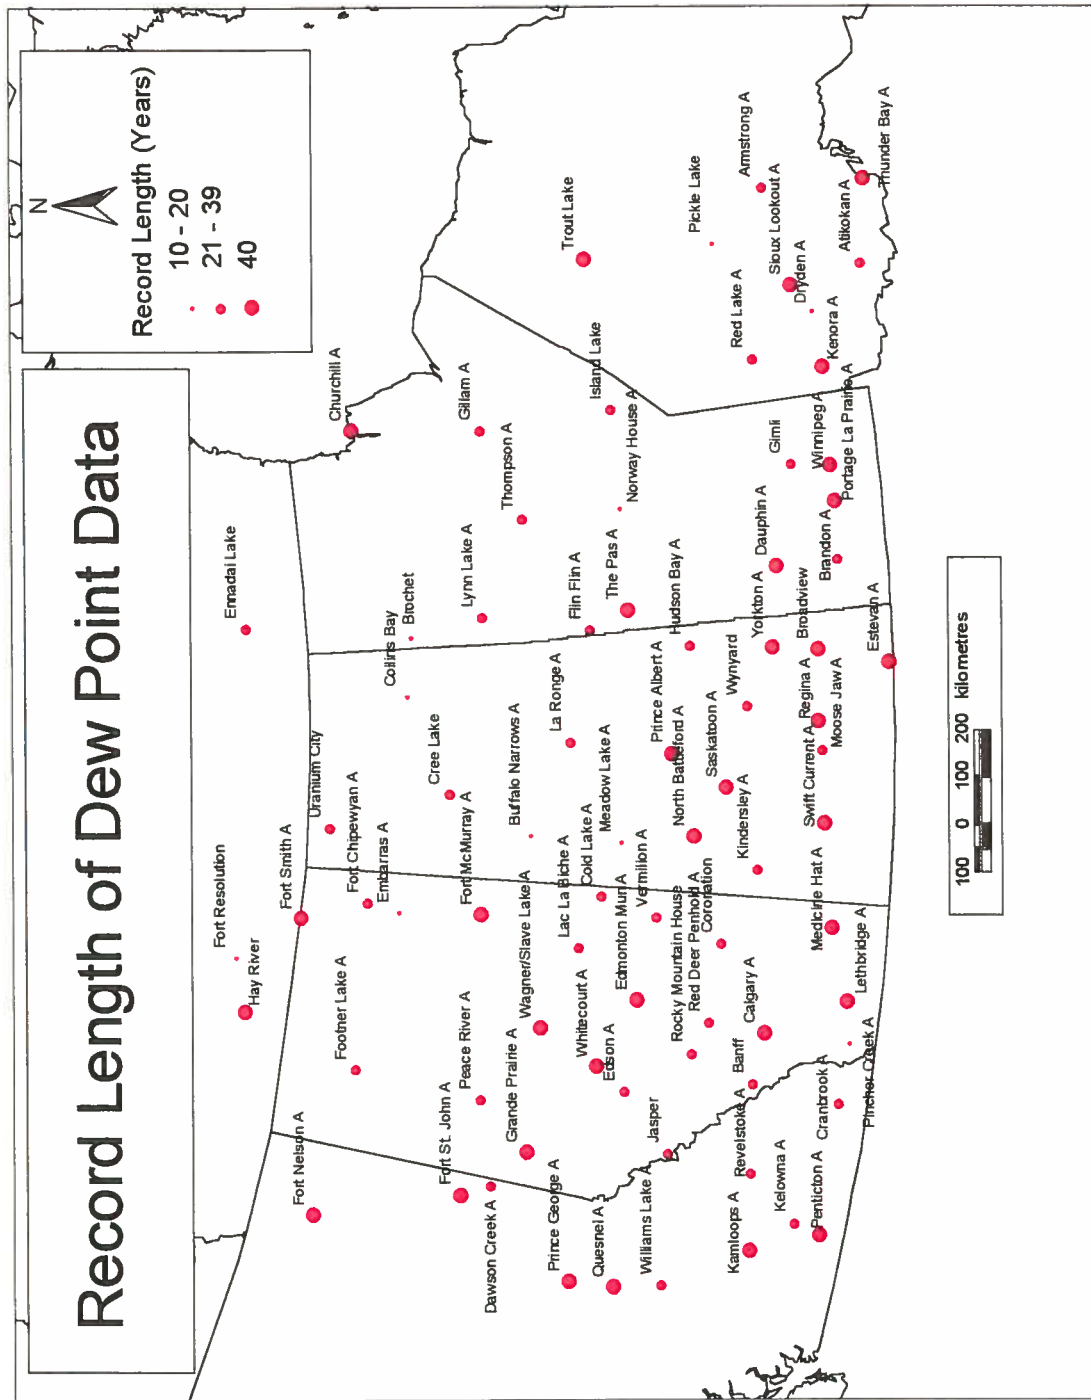 Record Length of Dew Point Data
N
Record Length (Years)
10 - 20
21 - 39
40
Ennadai Lake
Churchill A
Fort Resolution
Hay River
Fort Smith A
Uranium City
Fort Nelson A
Footner Lake A
Fort Chipewyan A
Embarras A
Collins Bay
Brochet
Cree Lake
Lynn Lake A
Gillam A
Thompson A
Fort St. John A
Dawson Creek A
Peace River A
Fort McMurray A
Buffalo Narrows A
Grande Prairie A
Wagner/Slave Lake A
Trout Lake
Island Lake
Norway House A
Flin Flin A
The Pas A
La Ronge A
Meadow Lake A
Cold Lake A
Lac La Biche A
Prince George A
Quesnel A
Whitecourt A
Edson A
Edmonton Mun A
Vermilion A
Williams Lake A
Jasper
Rocky Mountain House
Red Deer Penhold A
Coronation
North Battleford A
Prince Albert A
Hudson Bay A
Saskatoon A
Wynyard
Kindersley A
Pickle Lake
Red Lake A
Armstrong A
Sioux Lookout A
Dryden A
Kamloops A
Revelstoke A
Banff
Calgary A
Yorkton A
Dauphin A
Gimli
Kelowna A
Penticton A
Cranbrook A
Pincher Creek A
Lethbridge A
Medicine Hat A
Swift Current A
Moose Jaw A
Regina A
Broadview
Estevan A
Brandon A
Portage La Prairie A
Winnipeg A
Kenora A
Atikokan A
Thunder Bay A
100 0 100 200 kilometres